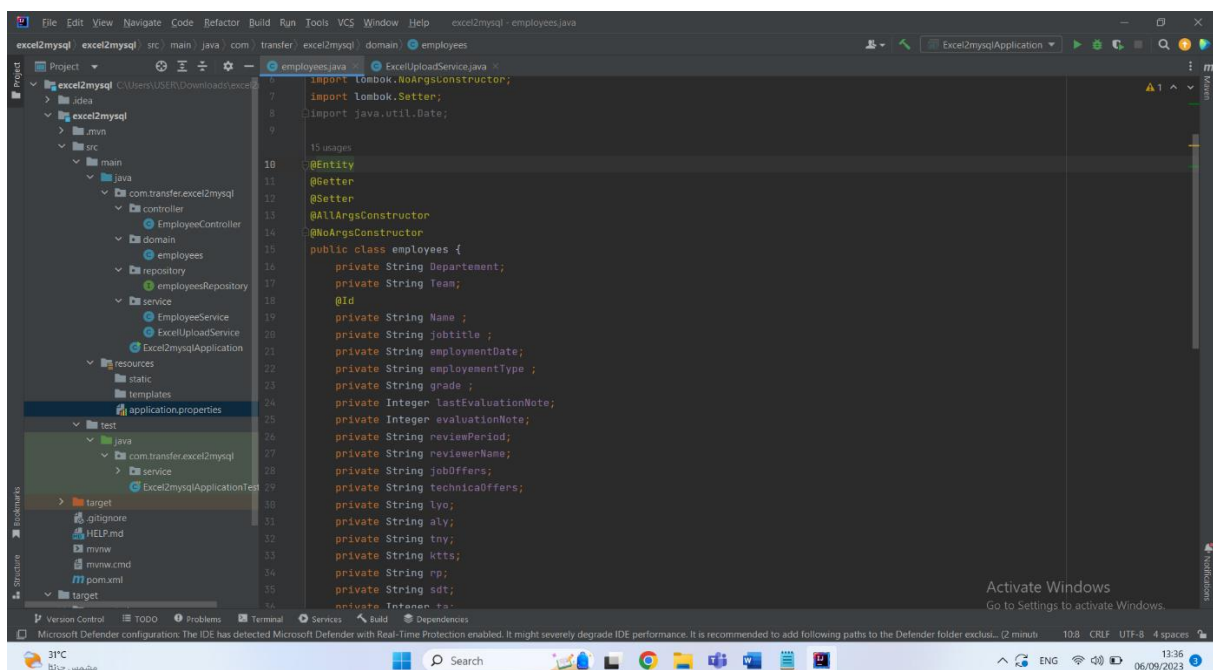 File Edit View Navigate Code Refactor Build Run Tools VCS Window Help excel2mysql - employees.java
excel2mysql excel2mysql src main java com transfer excel2mysql domain employees
Excel2mysqlApplication
Project
employees.java
ExcelUploadService.java
Project
Maven
Bookmarks
Structure
Notifications
excel2mysql C:\Users\USER\Downloads\excel2
.idea
excel2mysql
.mvn
src
main
java
com.transfer.excel2mysql
controller
EmployeeController
domain
employees
repository
employeesRepository
service
EmployeeService
ExcelUploadService
Excel2mysqlApplication
resources
static
templates
application.properties
test
java
com.transfer.excel2mysql
service
Excel2mysqlApplicationTest
target
.gitignore
HELP.md
mvnw
mvnw.cmd
pom.xml
target
1
6 import lombok.NoArgsConstructor;
7 import lombok.Setter;
8 import java.util.Date;
9
15 usages
10 @Entity
11 @Getter
12 @Setter
13 @AllArgsConstructor
14 @NoArgsConstructor
15 public class employees {
16 private String Departement;
17 private String Team;
18 @Id
19 private String Name ;
20 private String jobtitle ;
21 private String employmentDate;
22 private String employementType ;
23 private String grade ;
24 private Integer lastEvaluationNote;
25 private Integer evaluationNote;
26 private String reviewPeriod;
27 private String reviewerName;
28 private String jobOffers;
29 private String technicaOffers;
30 private String lyo;
31 private String aly;
32 private String tny;
33 private String ktts;
34 private String rp;
35 private String sdt;
36 private Integer ta;
Activate Windows
Go to Settings to activate Windows.
Version Control TODO Problems Terminal Services Build Dependencies
Microsoft Defender configuration: The IDE has detected Microsoft Defender with Real-Time Protection enabled. It might severely degrade IDE performance. It is recommended to add following paths to the Defender folder exclusi... (2 minut 10:8 CRLF UTF-8 4 spaces
31°C
Search
ENG
13:36
06/09/2023
3